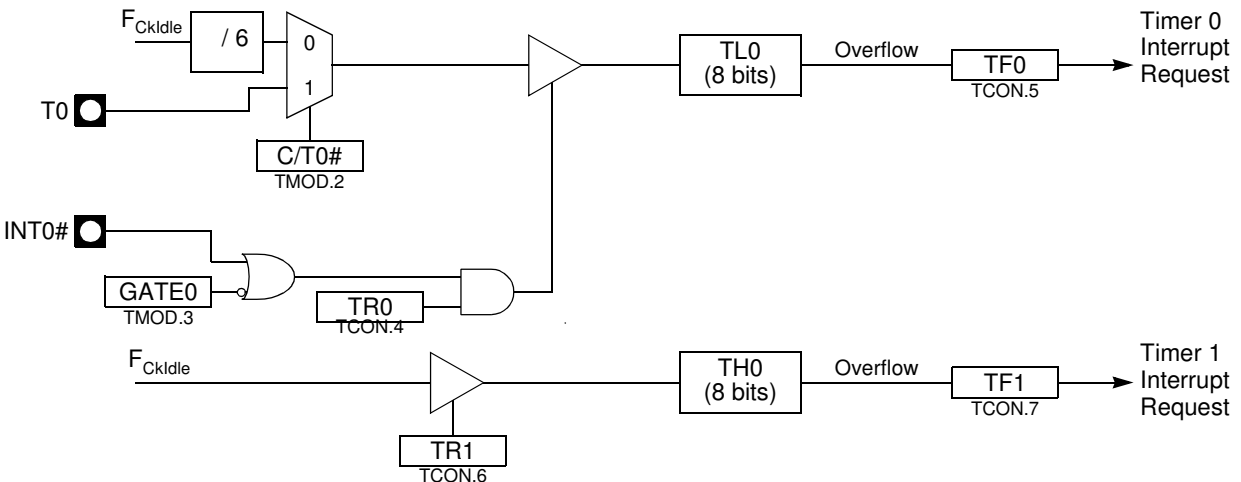 F_CkIdle
/ 6
0
1
T0
C/T0#
TMOD.2
TL0
(8 bits)
Overflow
TF0
TCON.5
Timer 0
Interrupt
Request
INT0#
GATE0
TMOD.3
TR0
TCON.4
F_CkIdle
TR1
TCON.6
TH0
(8 bits)
Overflow
TF1
TCON.7
Timer 1
Interrupt
Request